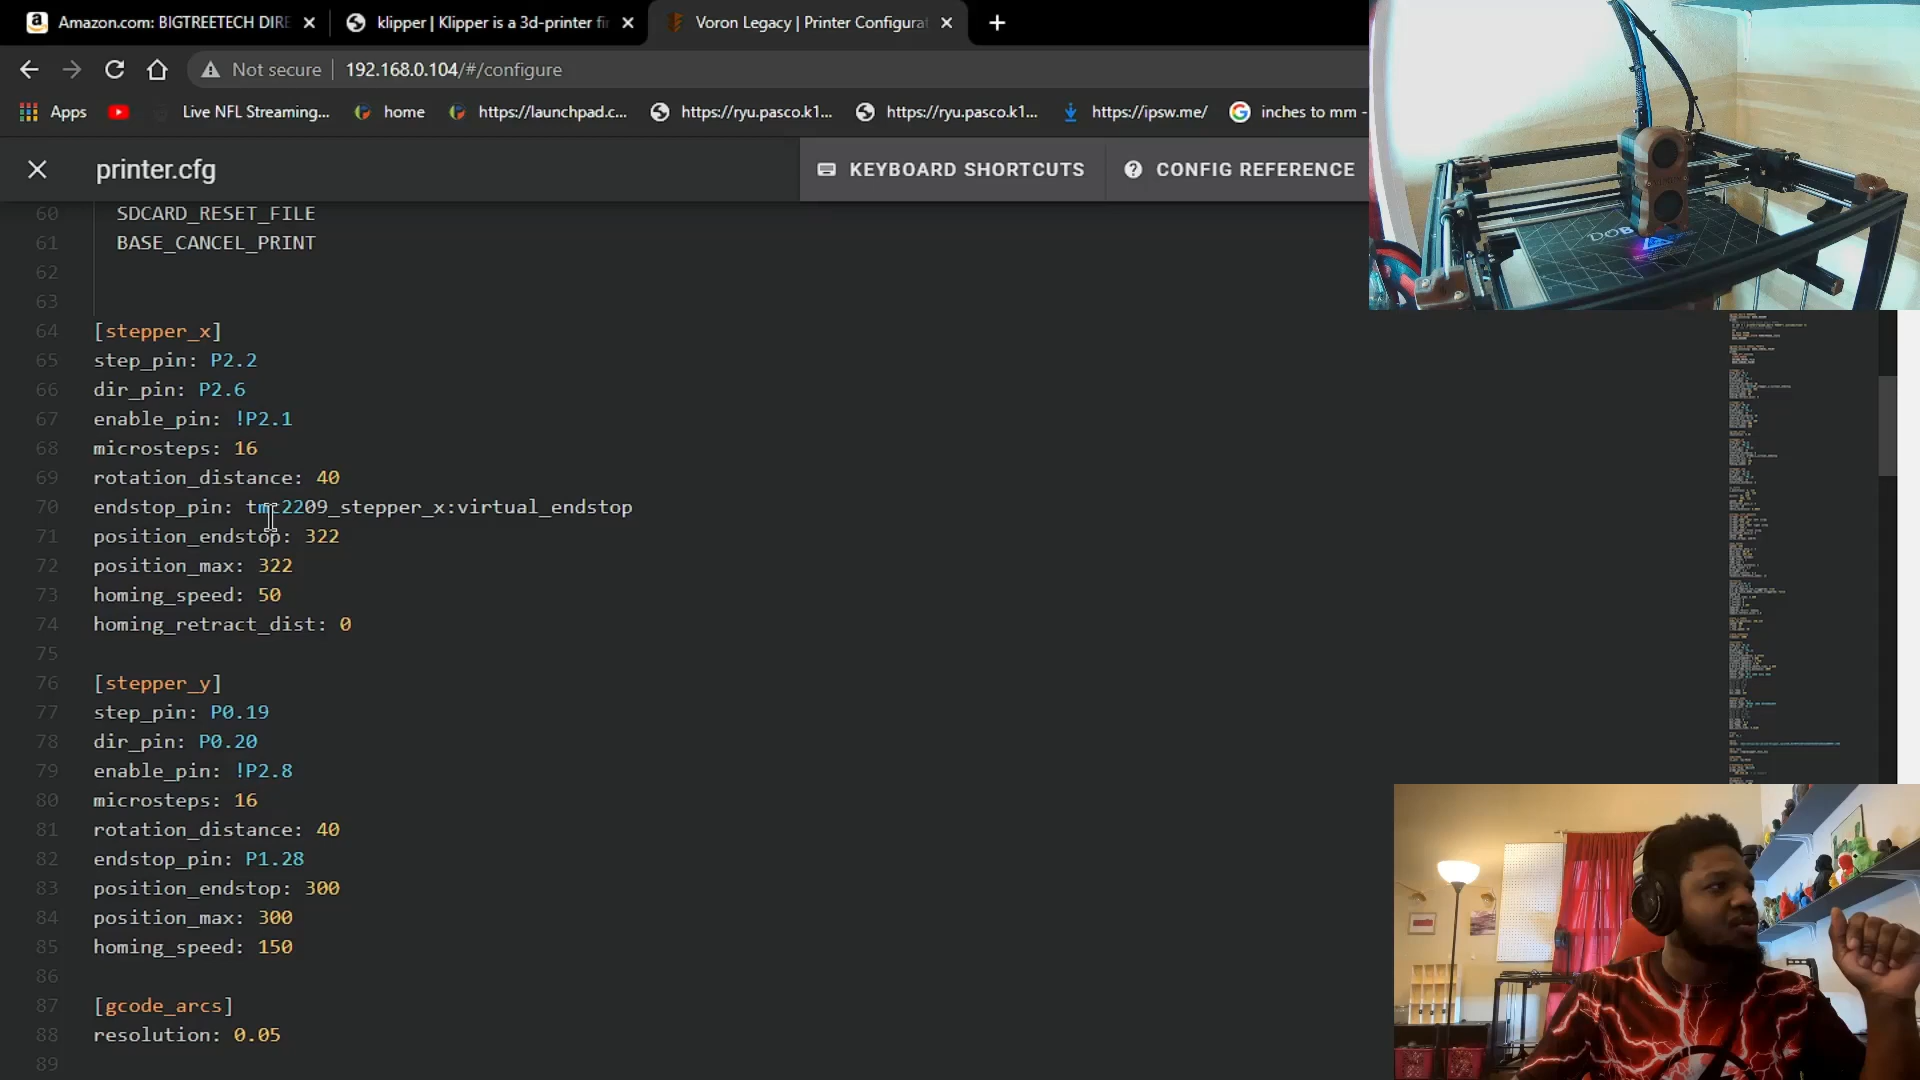 Amazon.com: BIGTREETECH DIRE
klipper | Klipper is a 3d-printer fir
Voron Legacy | Printer Configurat
Not secure
192.168.0.104/#/configure
Apps
Live NFL Streaming...
home
https://launchpad.c...
https://ryu.pasco.k1...
https://ryu.pasco.k1...
https://ipsw.me/
inches to mm -
printer.cfg
KEYBOARD SHORTCUTS
CONFIG REFERENCE
60 SDCARD_RESET_FILE
61 BASE_CANCEL_PRINT
62
63
64 [stepper_x]
65 step_pin: P2.2
66 dir_pin: P2.6
67 enable_pin: !P2.1
68 microsteps: 16
69 rotation_distance: 40
70 endstop_pin: tmc2209_stepper_x:virtual_endstop
71 position_endstop: 322
72 position_max: 322
73 homing_speed: 50
74 homing_retract_dist: 0
75
76 [stepper_y]
77 step_pin: P0.19
78 dir_pin: P0.20
79 enable_pin: !P2.8
80 microsteps: 16
81 rotation_distance: 40
82 endstop_pin: P1.28
83 position_endstop: 300
84 position_max: 300
85 homing_speed: 150
86
87 [gcode_arcs]
88 resolution: 0.05
89